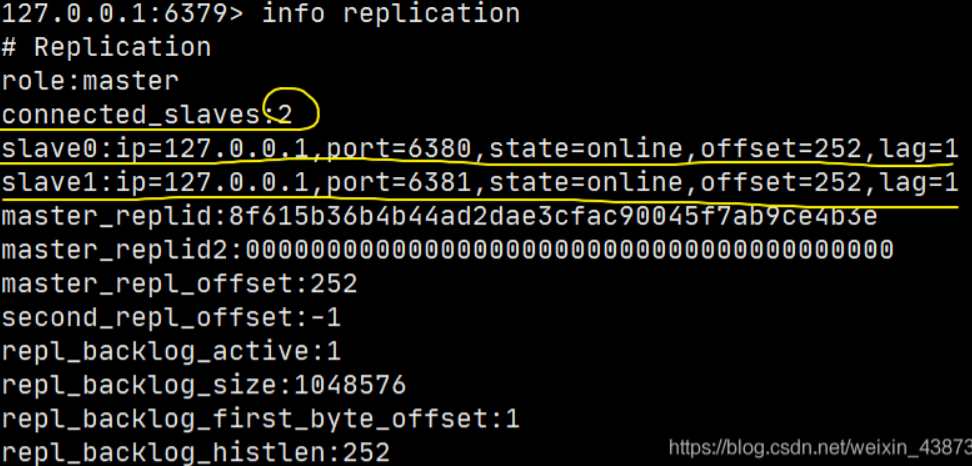 127.0.0.1:6379> info replication
# Replication
role:master
connected_slaves:2
slave0:ip=127.0.0.1,port=6380,state=online,offset=252,lag=1
slave1:ip=127.0.0.1,port=6381,state=online,offset=252,lag=1
master_replid:8f615b36b4b44ad2dae3cfac90045f7ab9ce4b3e
master_replid2:0000000000000000000000000000000000000000
master_repl_offset:252
second_repl_offset:-1
repl_backlog_active:1
repl_backlog_size:1048576
repl_backlog_first_byte_offset:1
repl_backlog_histlen:252
https://blog.csdn.net/weixin_43873